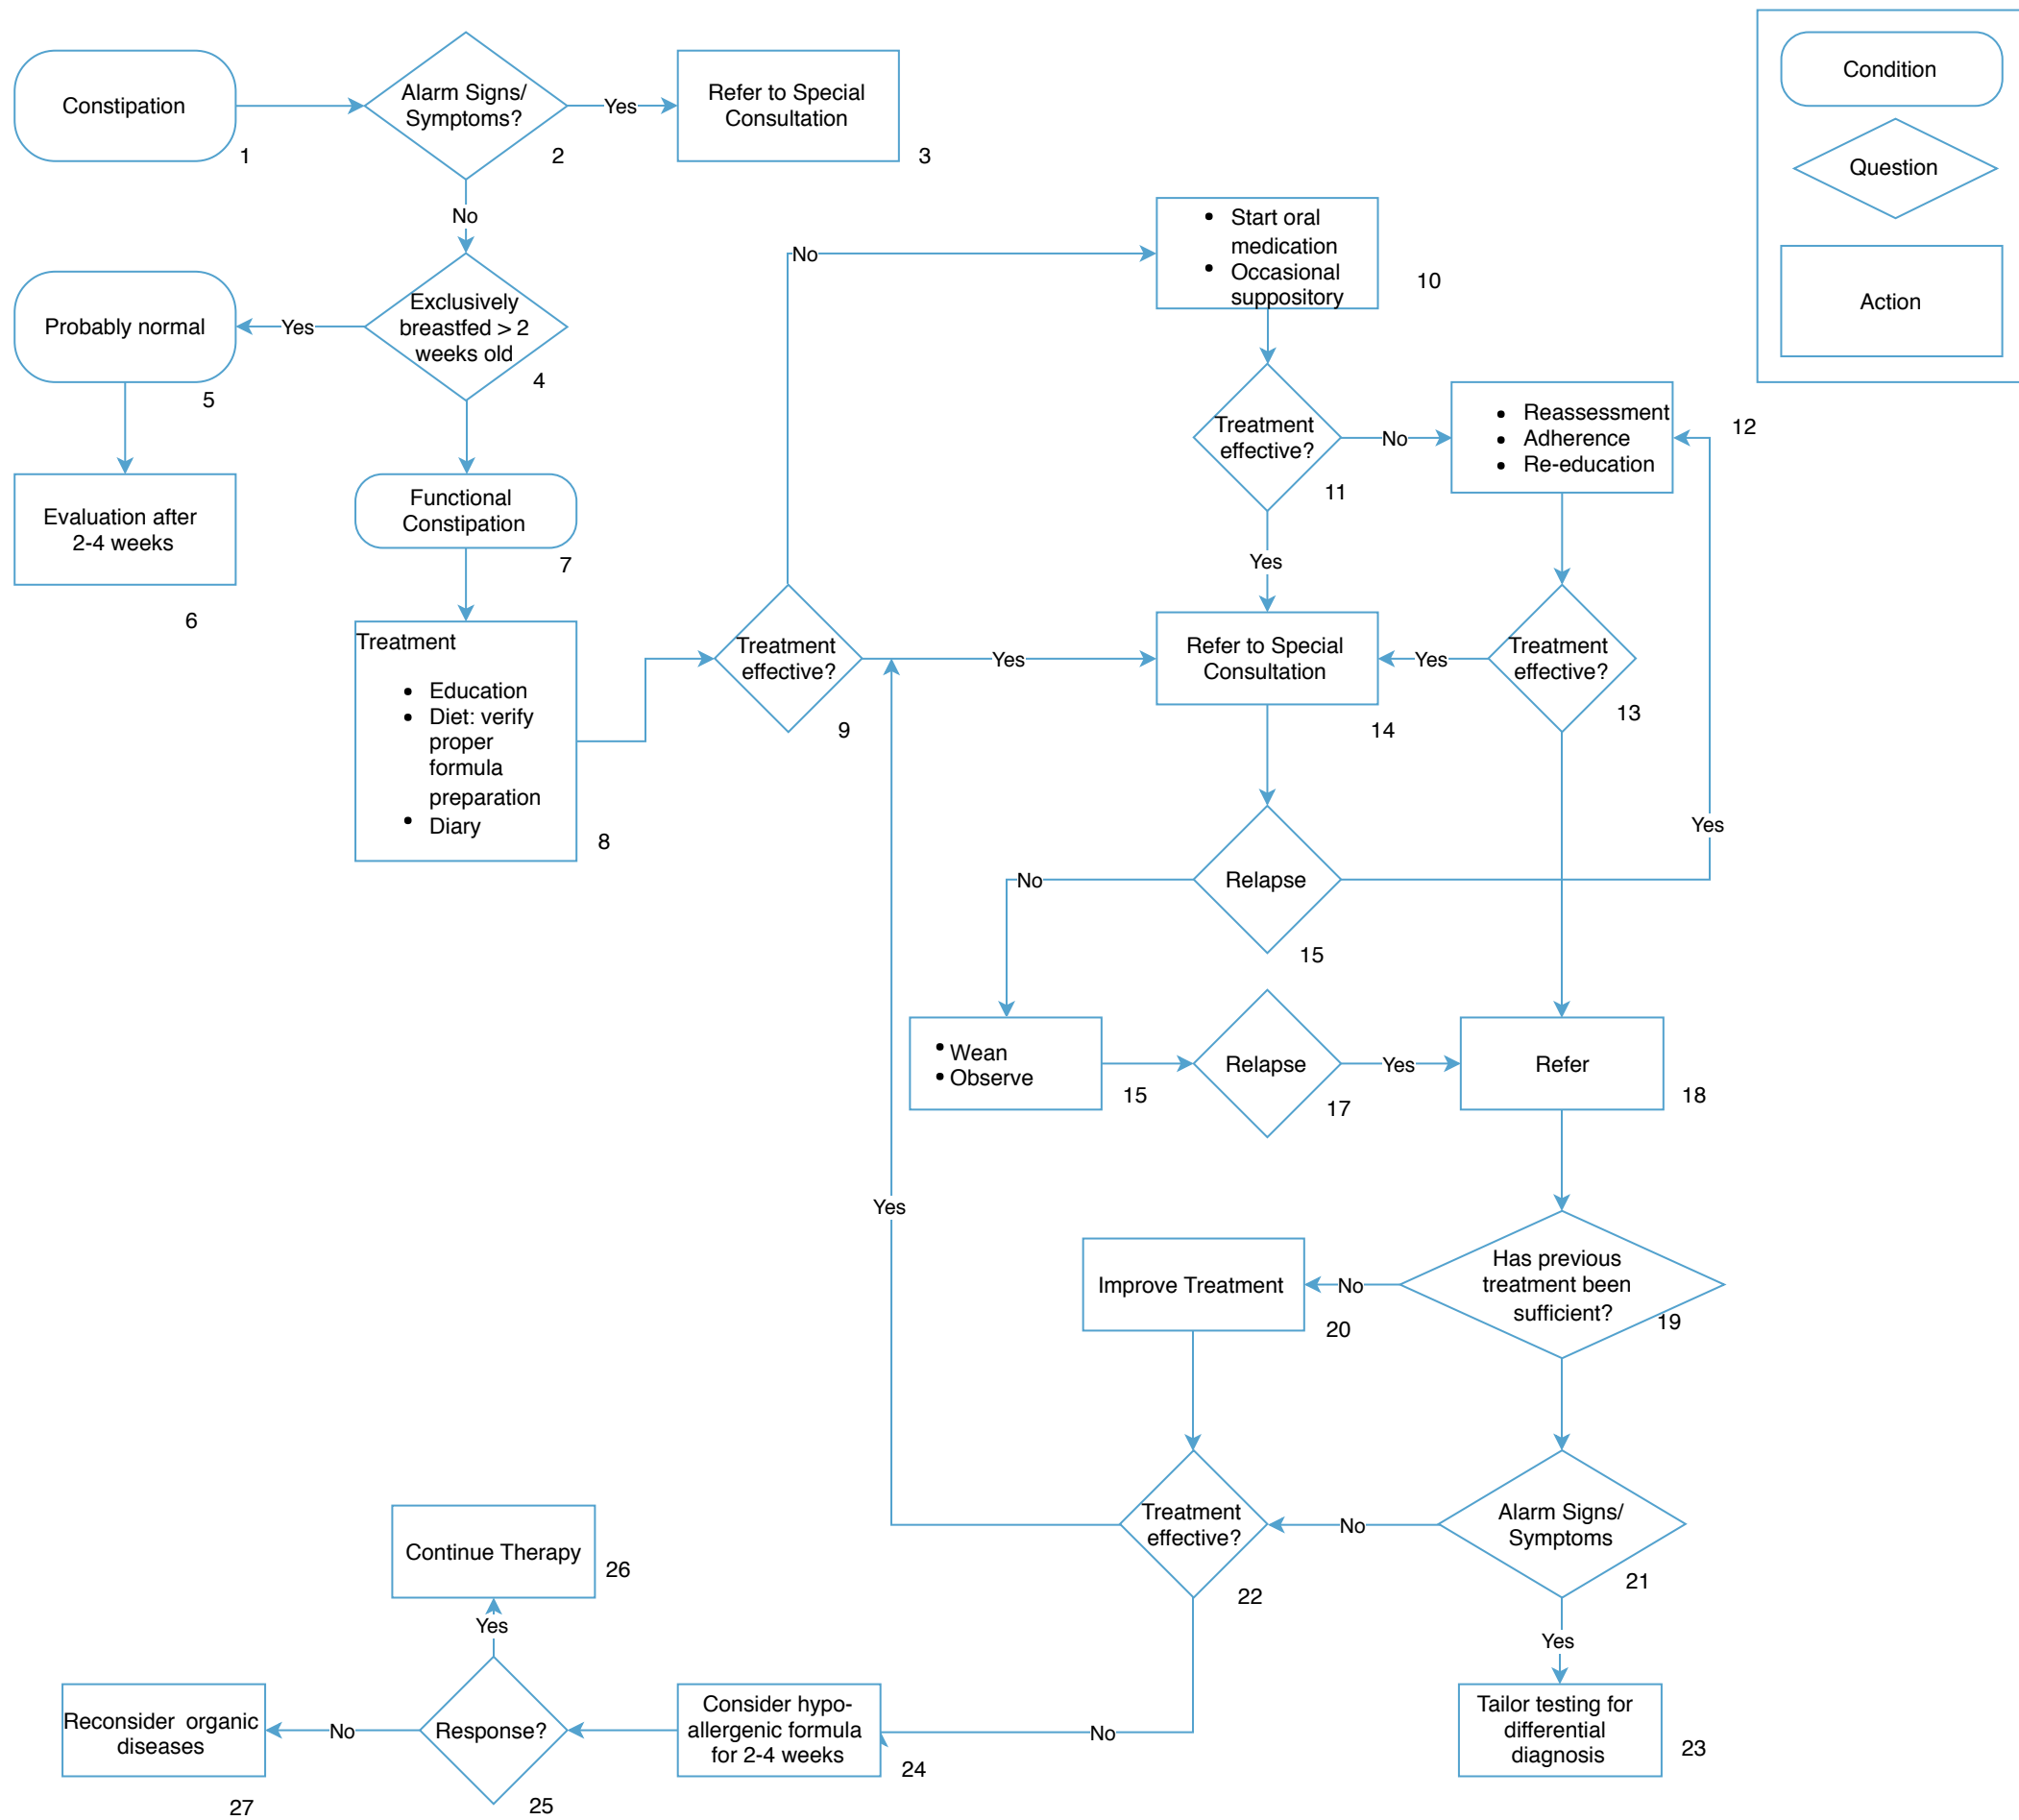 Constipation
1
Alarm Signs/
Symptoms?
2
Yes
Refer to Special
Consultation
3
No
Condition
Question
Action
Exclusively
breastfed > 2
weeks old
4
Yes
Probably normal
5
Evaluation after
2-4 weeks
6
Functional
Constipation
7
Treatment
• Education
• Diet: verify
proper
formula
preparation
• Diary
8
Treatment
effective?
9
No
• Start oral
medication
• Occasional
suppository
10
Treatment
effective?
11
No
• Reassessment
• Adherence
• Re-education
12
Yes
Yes
Refer to Special
Consultation
14
Yes
Treatment
effective?
13
Relapse
15
Yes
No
• Wean
• Observe
15
Relapse
17
Yes
Refer
18
Has previous
treatment been
sufficient?
19
No
Improve Treatment
20
Yes
Treatment
effective?
22
No
Alarm Signs/
Symptoms
21
Yes
Tailor testing for
differential
diagnosis
23
No
Consider hypo-
allergenic formula
for 2-4 weeks
24
Response?
25
Yes
Continue Therapy
26
No
Reconsider organic
diseases
27